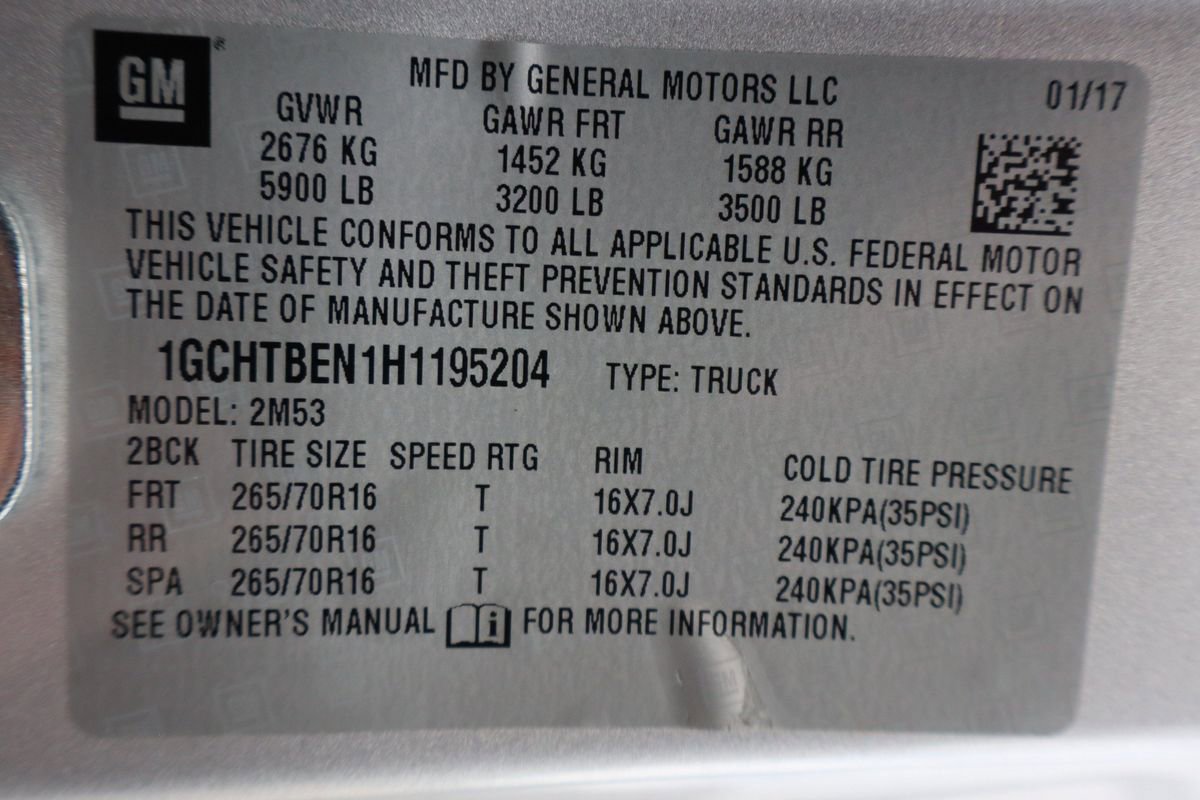 GM
MFD BY GENERAL MOTORS LLC 01/17
GVWR GAWR FRT GAWR RR
2676 KG 1452 KG 1588 KG
5900 LB 3200 LB 3500 LB
THIS VEHICLE CONFORMS TO ALL APPLICABLE U.S. FEDERAL MOTOR
VEHICLE SAFETY AND THEFT PREVENTION STANDARDS IN EFFECT ON
THE DATE OF MANUFACTURE SHOWN ABOVE.
1GCHTBEN1H1195204 TYPE: TRUCK
MODEL: 2M53
2BCK TIRE SIZE SPEED RTG RIM COLD TIRE PRESSURE
FRT 265/70R16 T 16X7.0J 240KPA(35PSI)
RR 265/70R16 T 16X7.0J 240KPA(35PSI)
SPA 265/70R16 T 16X7.0J 240KPA(35PSI)
SEE OWNER'S MANUAL i FOR MORE INFORMATION.